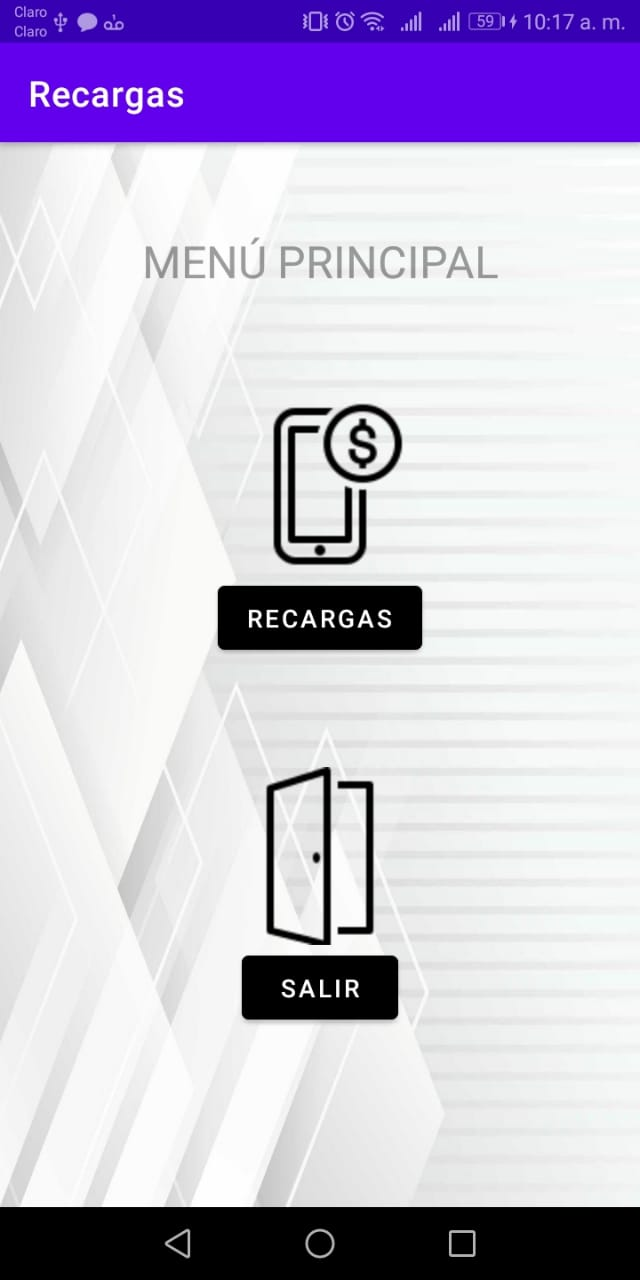 Claro
Claro
59 10:17 a. m.
Recargas
MENÚ PRINCIPAL
$
RECARGAS
SALIR